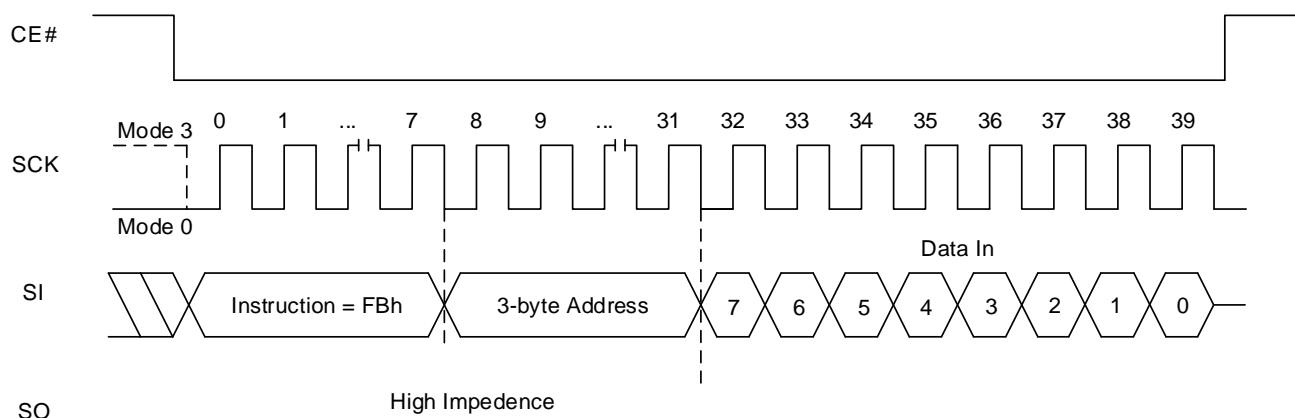 CE#
0 1 ... 7 8 9 ... 31 32 33 34 35 36 37 38 39
Mode 3
SCK
Mode 0
Data In
SI
Instruction = FBh 3-byte Address 7 6 5 4 3 2 1 0
High Impedence
SO